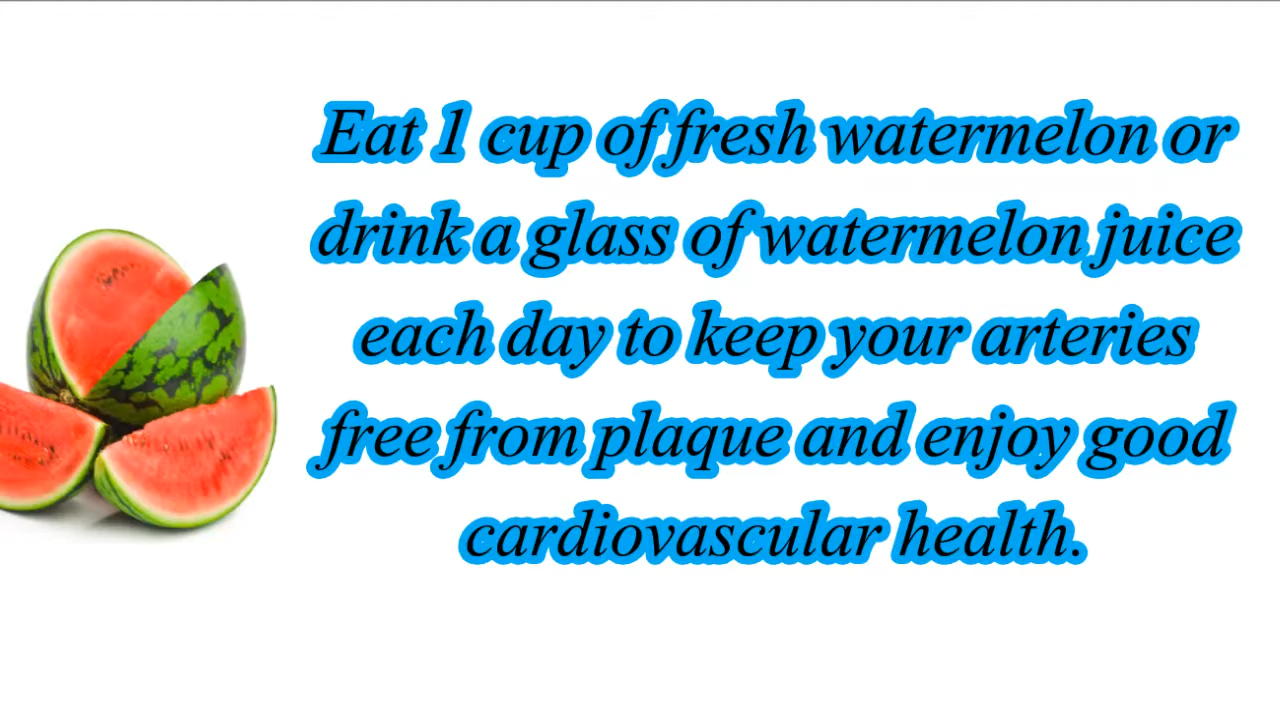 Eat 1 cup of fresh watermelon or
drink a glass of watermelon juice
each day to keep your arteries
free from plaque and enjoy good
cardiovascular health.